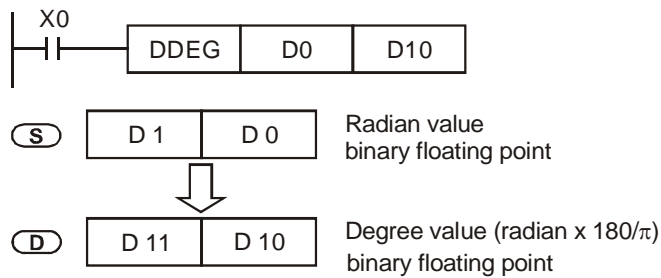 X0
DDEG D0 D10
S D 1 D 0 Radian value
binary floating point
D D 11 D 10 Degree value (radian x 180/π)
binary floating point